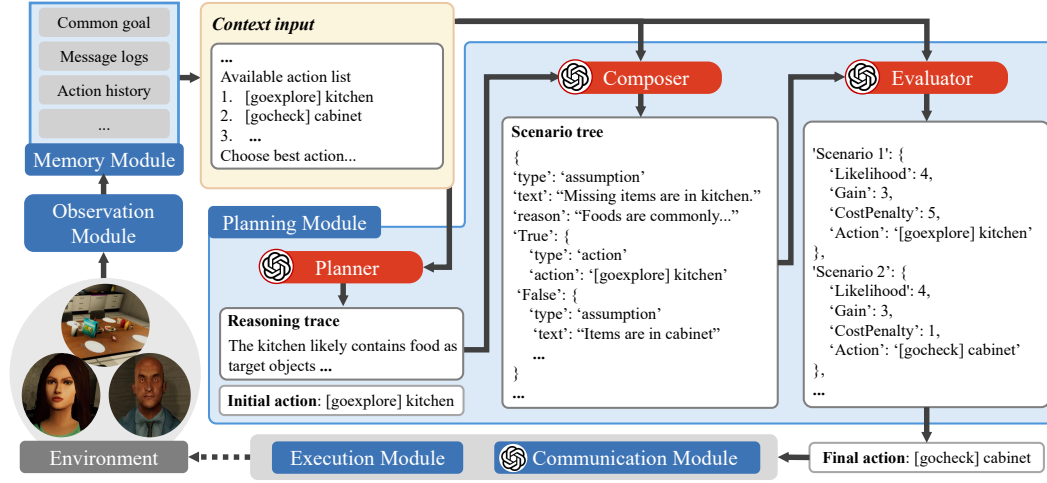 Common goal
Message logs
Action history
...
Memory Module
Observation
Module
Environment
Context input
...
Available action list
1. [goexplore] kitchen
2. [gocheck] cabinet
3. ...
Choose best action...
Planning Module
Planner
Reasoning trace
The kitchen likely contains food as
target objects ...
Initial action: [goexplore] kitchen
Composer
Scenario tree
{
'type': 'assumption'
'text': “Missing items are in kitchen.”
'reason': “Foods are commonly...”
'True': {
'type': 'action'
'action': '[goexplore] kitchen'
'False': {
'type': 'assumption'
'text': “Items are in cabinet”
...
}
...
Evaluator
'Scenario 1': {
'Likelihood': 4,
'Gain': 3,
'CostPenalty': 5,
'Action': '[goexplore] kitchen'
},
'Scenario 2': {
'Likelihood': 4,
'Gain': 3,
'CostPenalty': 1,
'Action': '[gocheck] cabinet'
},
...
Final action: [gocheck] cabinet
Communication Module
Execution Module